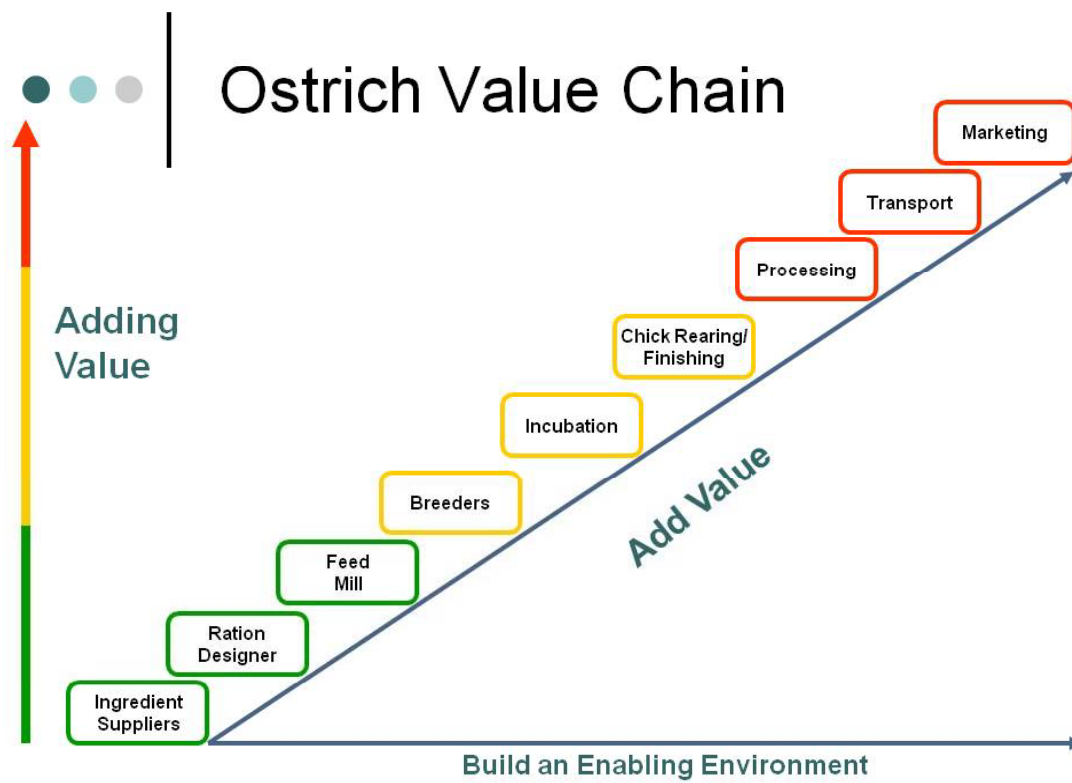 Ostrich Value Chain
Marketing
Transport
Processing
Adding
Value
Chick Rearing/
Finishing
Incubation
Add Value
Breeders
Feed
Mill
Ration
Designer
Ingredient
Suppliers
Build an Enabling Environment